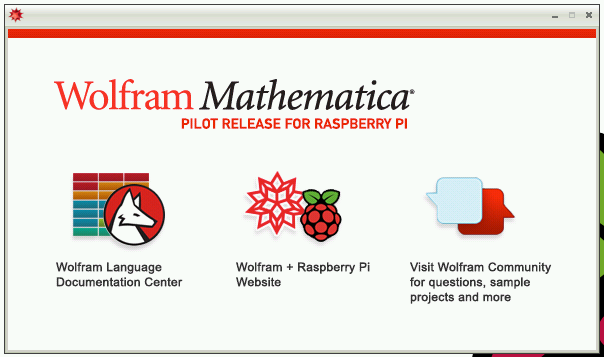 Wolfram Mathematica®
PILOT RELEASE FOR RASPBERRY PI
Wolfram Language
Documentation Center
Wolfram + Raspberry Pi
Website
Visit Wolfram Community
for questions, sample
projects and more